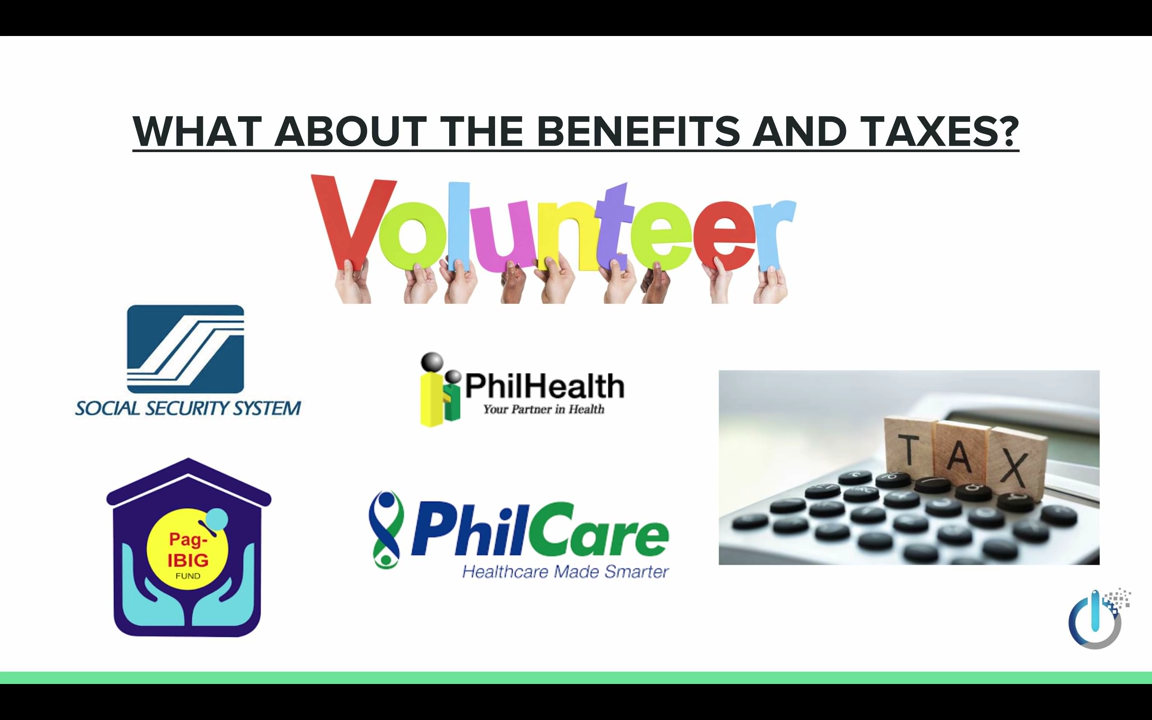 WHAT ABOUT THE BENEFITS AND TAXES?
Volunteer
SOCIAL SECURITY SYSTEM
PhilHealth
Your Partner in Health
TAX
Pag-
IBIG
FUND
PhilCare
Healthcare Made Smarter